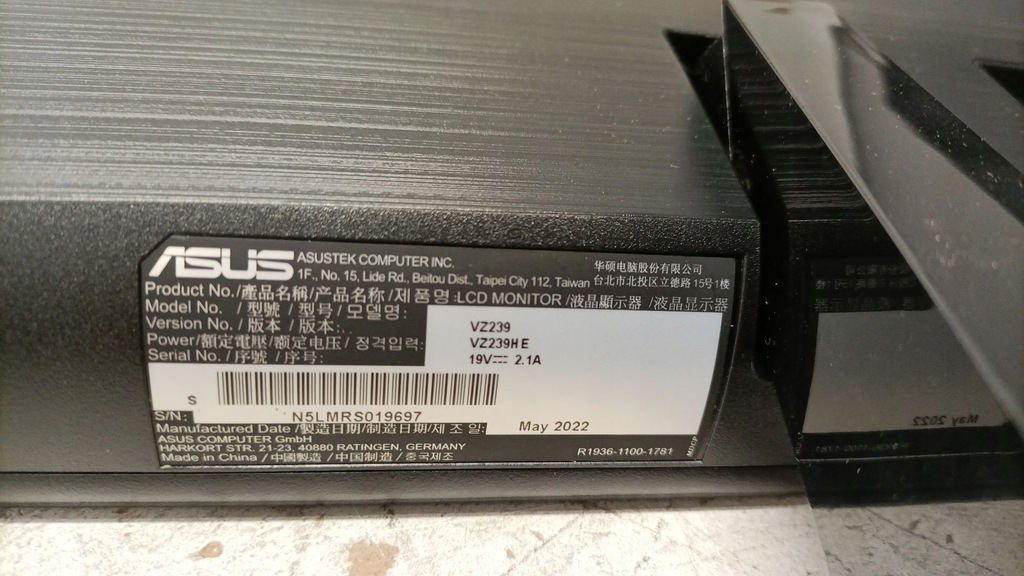 ASUS
ASUSTEK COMPUTER INC.
1F., No. 15, Lide Rd., Beitou Dist., Taipei City 112, Taiwan
华硕电脑股份有限公司
台北市北投区立德路15号1楼
Product No./產品名稱/产品名称/제품명:LCD MONITOR/液晶顯示器 /液晶显示器
Model No. /型號/型号/모델명: VZ239
Version No./版本/版本: VZ239HE
Power/額定電壓/额定电压/정격입력: 19V⎓ 2.1A
Serial No./序號/序号:
S
S/N: N5LMRS019697
Manufactured Date/製造日期/制造日期/제조일: May 2022
ASUS COMPUTER GmbH
HARKORT STR. 21-23, 40880 RATINGEN, GERMANY
Made in China/中國製造/中国制造/중국제조
R1936-1100-1781
May 2022